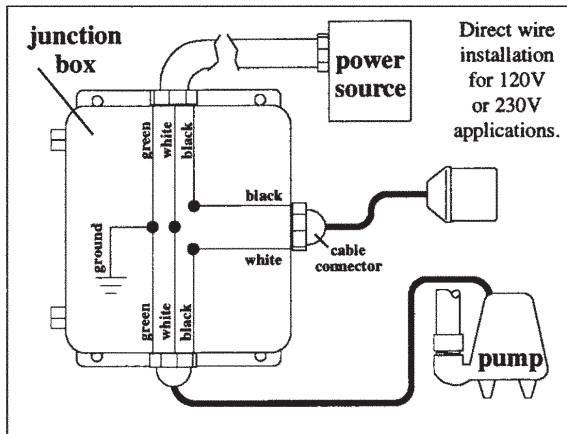 junction
box
power
source
Direct wire
installation
for 120V
or 230V
applications.
green
white
black
black
white
cable
connector
ground
green
white
black
pump